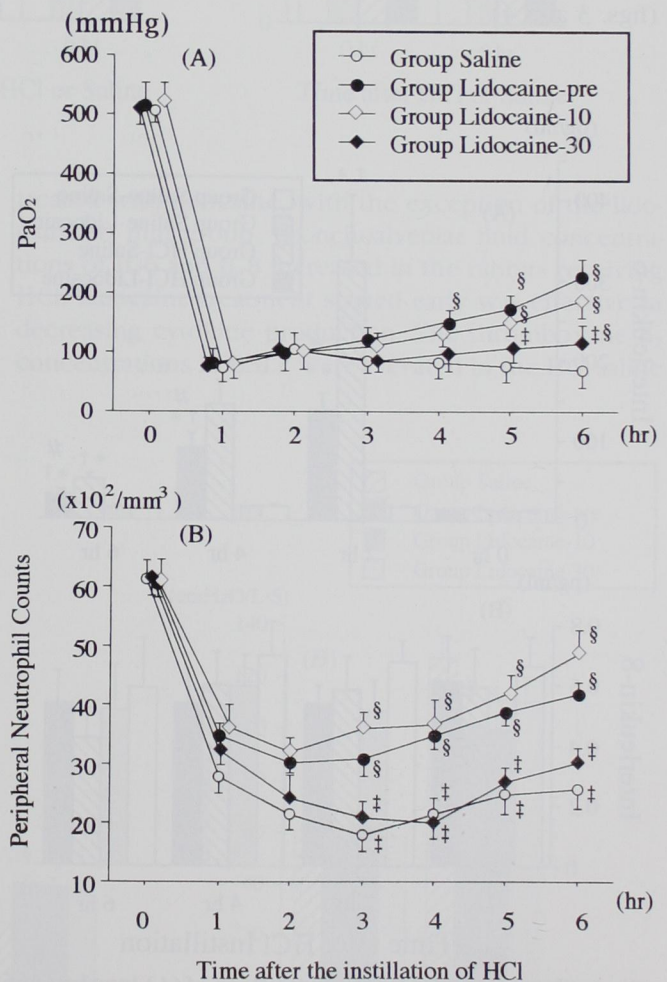 (mmHg)
(A)
Group Saline
Group Lidocaine-pre
Group Lidocaine-10
Group Lidocaine-30
PaO₂
600
500
400
300
200
100
0
§ § §
§ §
‡ ‡§
0 1 2 3 4 5 6 (hr)
(x10²/mm³)
(B)
Peripheral Neutrophil Counts
70
60
50
40
30
20
10
§ § § §
§ § § §
‡ ‡ ‡
‡ ‡ ‡ ‡
0 1 2 3 4 5 6 (hr)
Time after the instillation of HCl